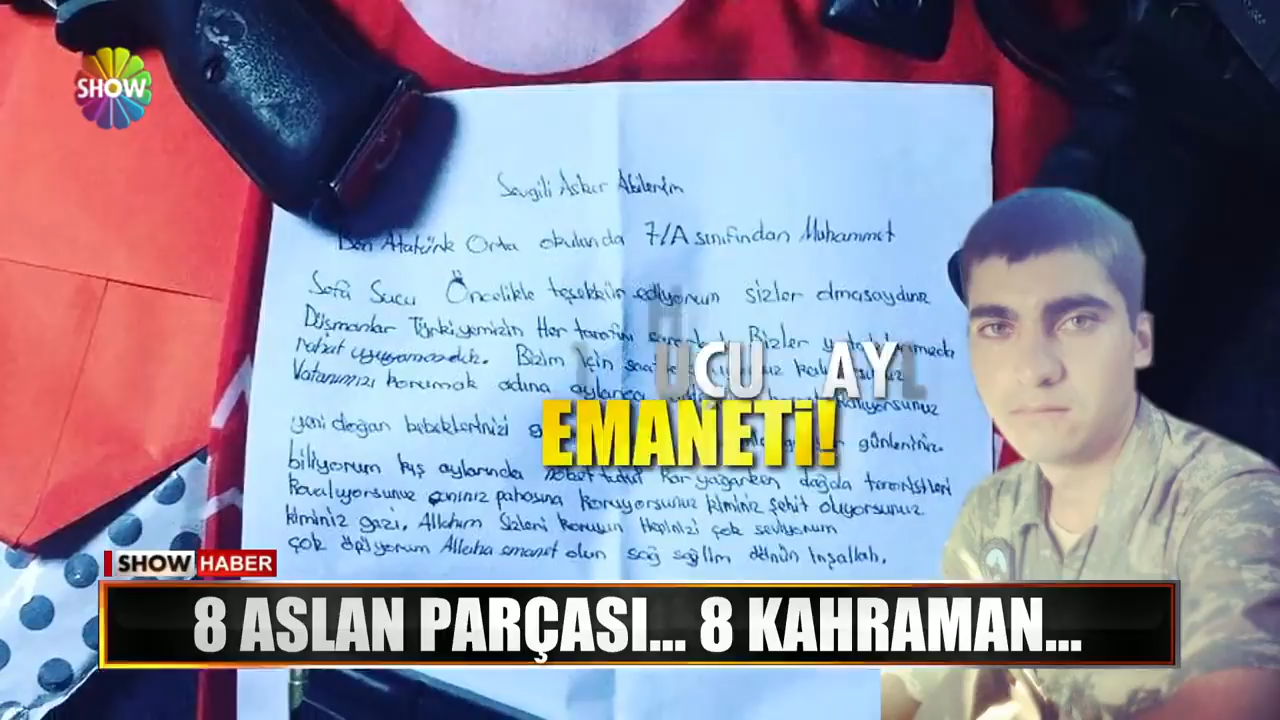 SHOW
Sevgili Asker Abilerim
Ben Atatürk Orta okulunda 7/A sınıfından Muhammet
Sefa Sucu Öncelikle teşekkür ediyorum sizler olmasaydınız
Düşmanlar Türkiyemizin Her tarafını Bizler
rahat uyuyamazdık. Bizim için
Vatanımızı korumak adına aylarca
yeni doğan bebeklerinizi
EMANETİ!
biliyorum kış aylarında nöbet tutup kar yağarken dağda teröristleri
kovalıyorsunuz canınız pahasına koruyorsunuz kiminiz şehit oluyorsunuz
kiminiz gazi. Allahım Sizleri korusun Hepinizi çok seviyorum
çok öpüyorum Allaha emanet olun sağ sağlim dönün İnşallah.
SHOW HABER
8 ASLAN PARÇASI... 8 KAHRAMAN...